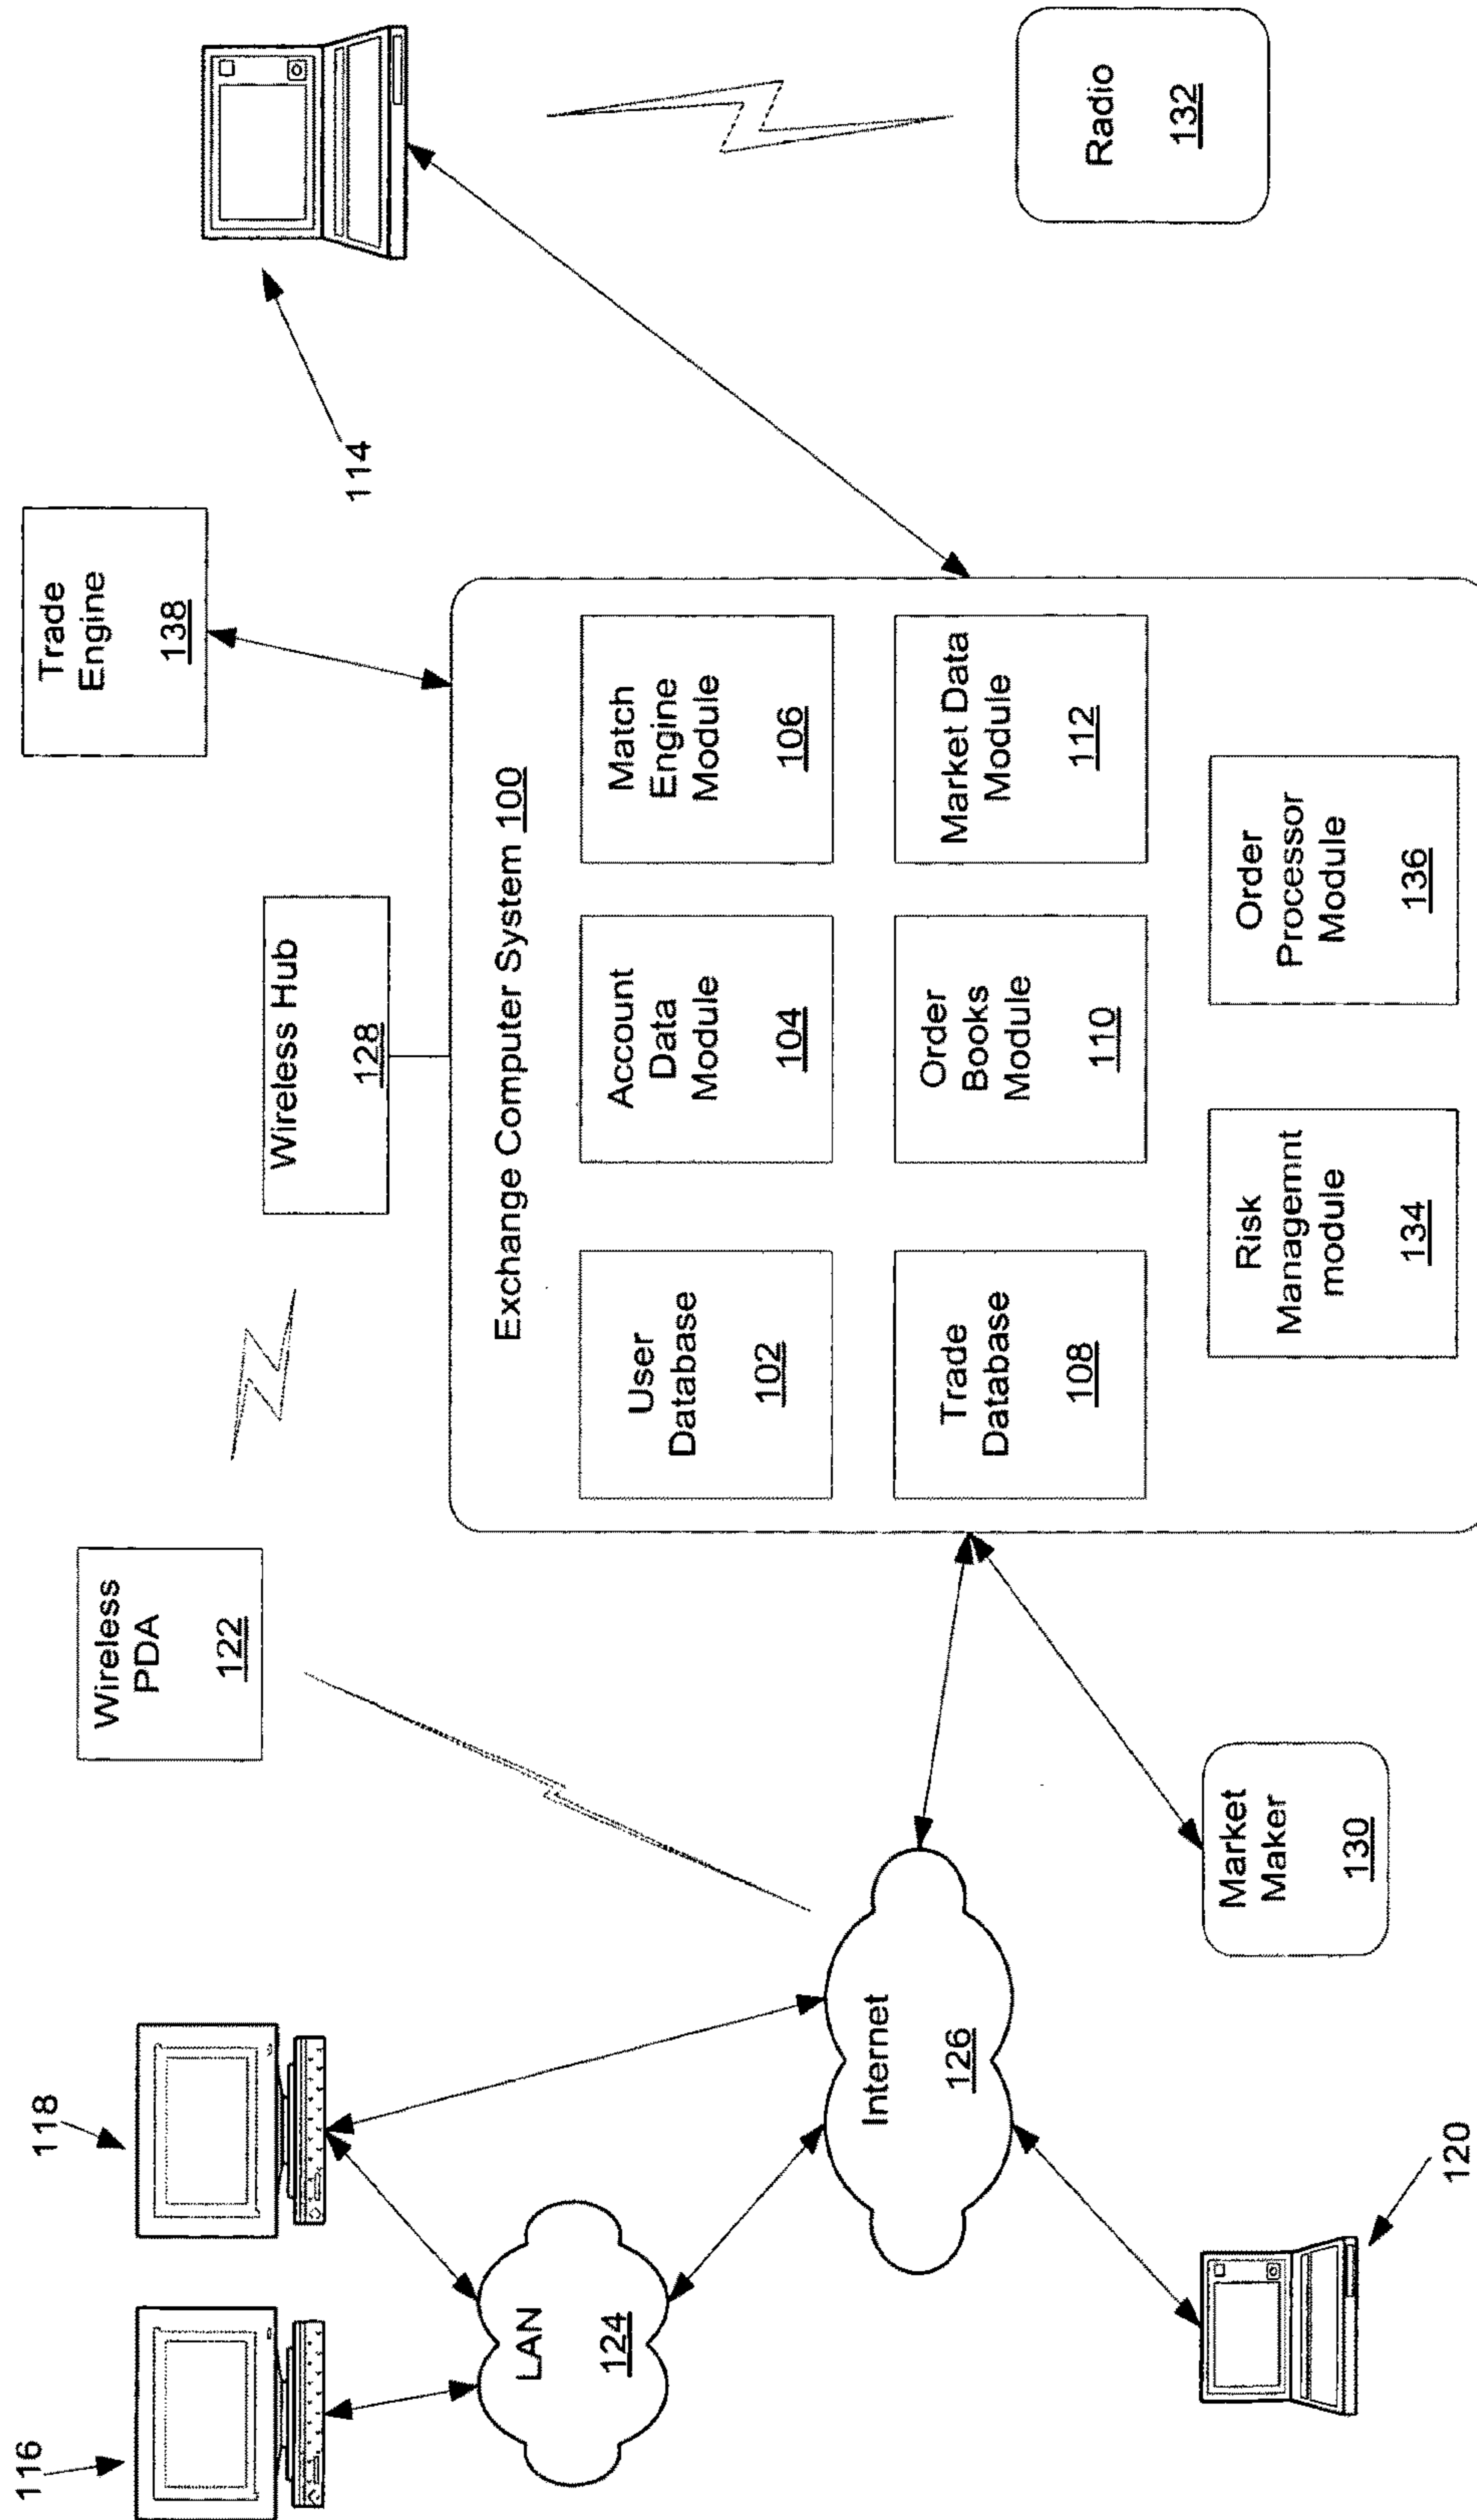 Trade
Engine
138
114
Wireless Hub
128
Wireless
PDA
122
118
116
Exchange Computer System 100
User
Database
102
Account
Data
Module
104
Match
Engine
Module
106
Trade
Database
108
Order
Books
Module
110
Market Data
Module
112
Risk
Managemnt
module
134
Order
Processor
Module
136
LAN
124
Internet
126
Market
Maker
130
120
Radio
132